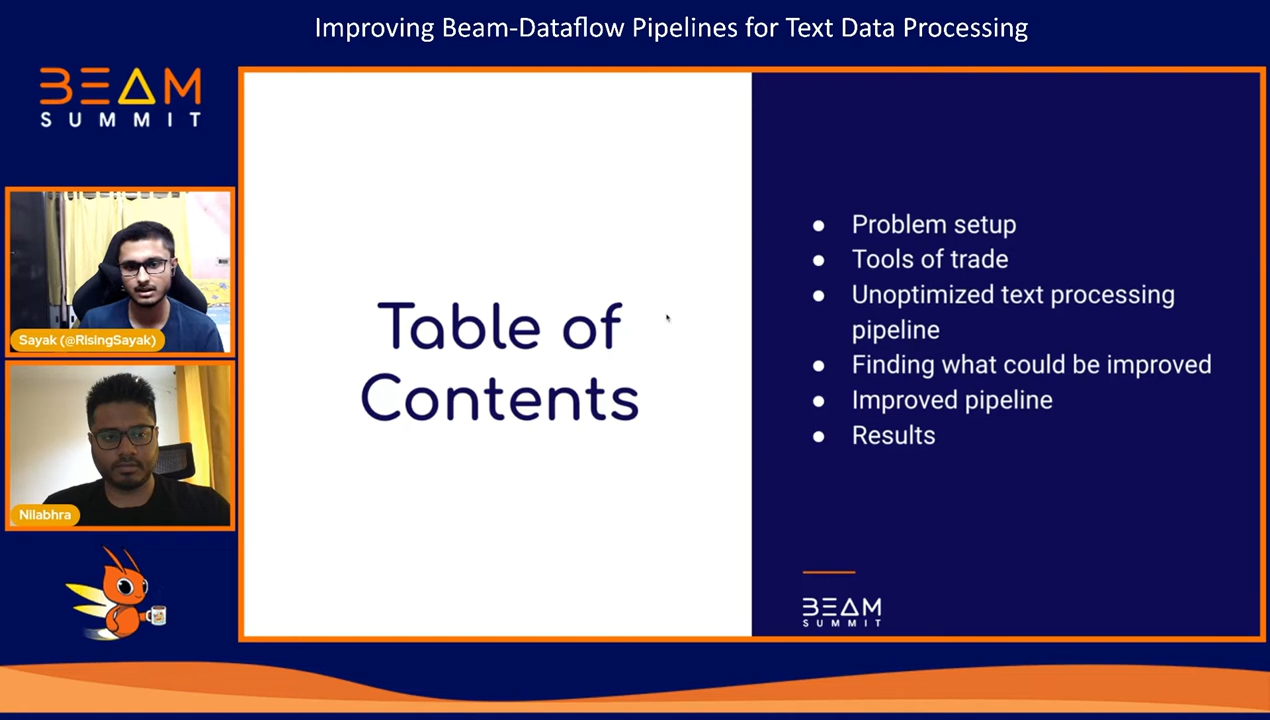 Improving Beam-Dataflow Pipelines for Text Data Processing
BEAM
SUMMIT
Sayak (@RisingSayak)
Nilabhra
Table of
Contents
● Problem setup
● Tools of trade
● Unoptimized text processing
pipeline
● Finding what could be improved
● Improved pipeline
● Results
BEAM
SUMMIT